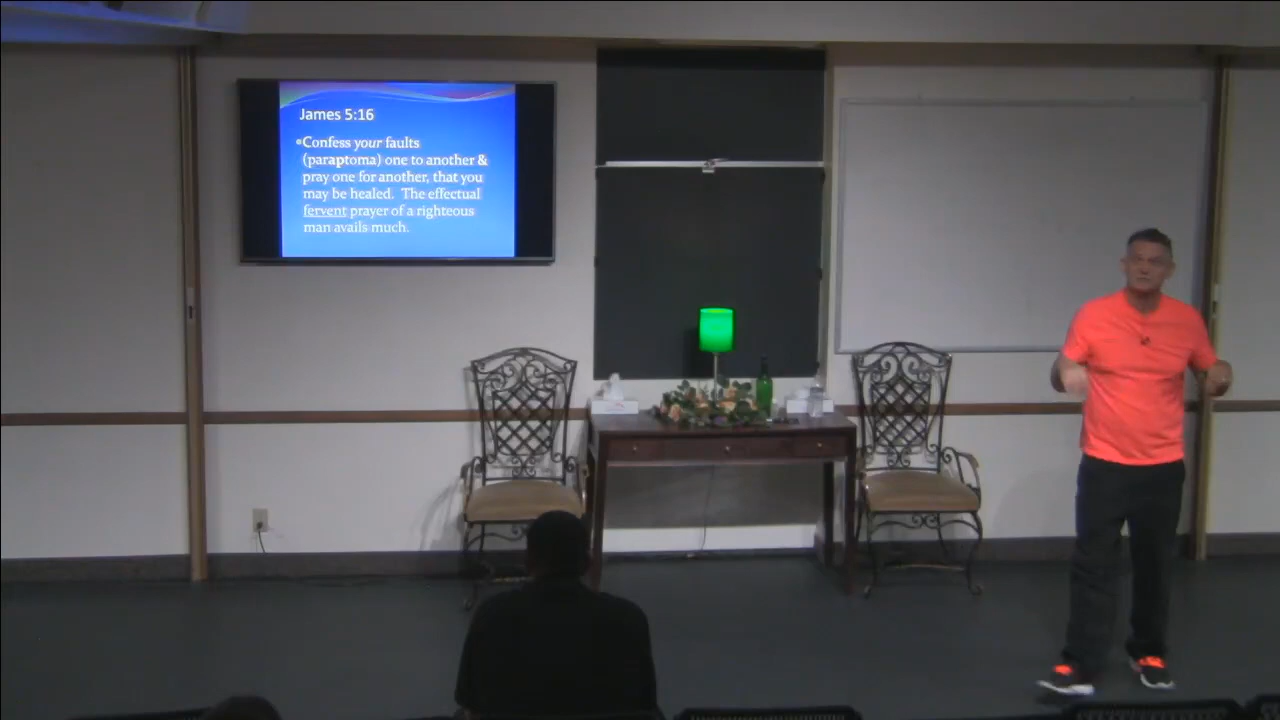 James 5:16
•Confess your faults
(paraptoma) one to another &
pray one for another, that you
may be healed.  The effectual
fervent prayer of a righteous
man avails much.